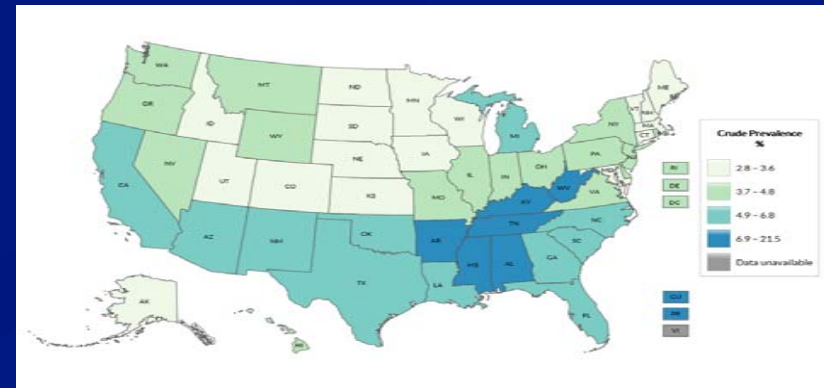 WA
MT
ND
MN
ME
OR
ID
SD
WI
VT
NH
NY
MA
CT
WY
MI
IA
PA
NV
NE
IL
IN
OH
NJ
MD
UT
CO
WV
VA
CA
KS
MO
KY
NC
TN
AZ
NM
OK
AR
SC
MS
AL
GA
TX
LA
FL
AK
HI
RI
DE
DC
GU
PR
VI
Crude Prevalence
%
2.8 – 3.6
3.7 – 4.8
4.9 – 6.8
6.9 – 21.5
Data unavailable